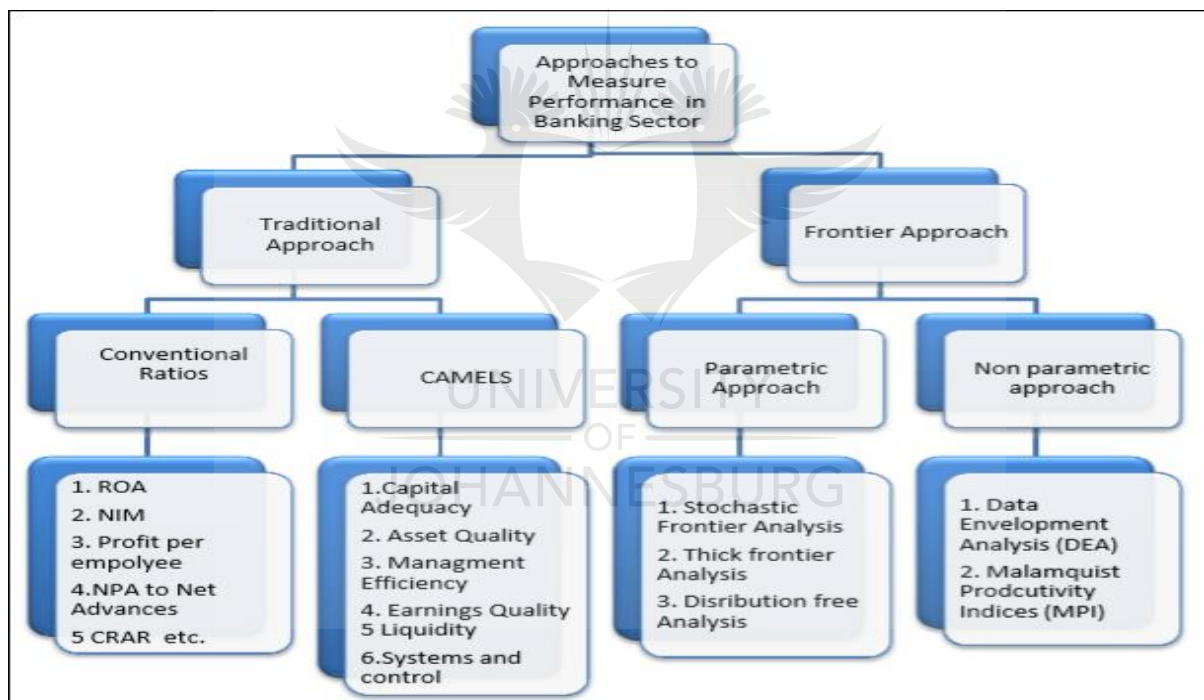 Approaches to
Measure
Performance in
Banking Sector
Traditional
Approach
Frontier Approach
Conventional
Ratios
CAMELS
Parametric
Approach
Non parametric
approach
1. ROA
2. NIM
3. Profit per
empolyee
4.NPA to Net
Advances
5 CRAR etc.
1.Capital
Adequacy
2. Asset Quality
3. Managment
Efficiency
4. Earnings Quality
5 Liquidity
6.Systems and
control
1. Stochastic
Frontier Analysis
2. Thick frontier
Analysis
3. Disribution free
Analysis
1. Data
Envelopment
Analysis (DEA)
2. Malamquist
Prodcutivity
Indices (MPI)
UNIVERSITY
OF
JOHANNESBURG